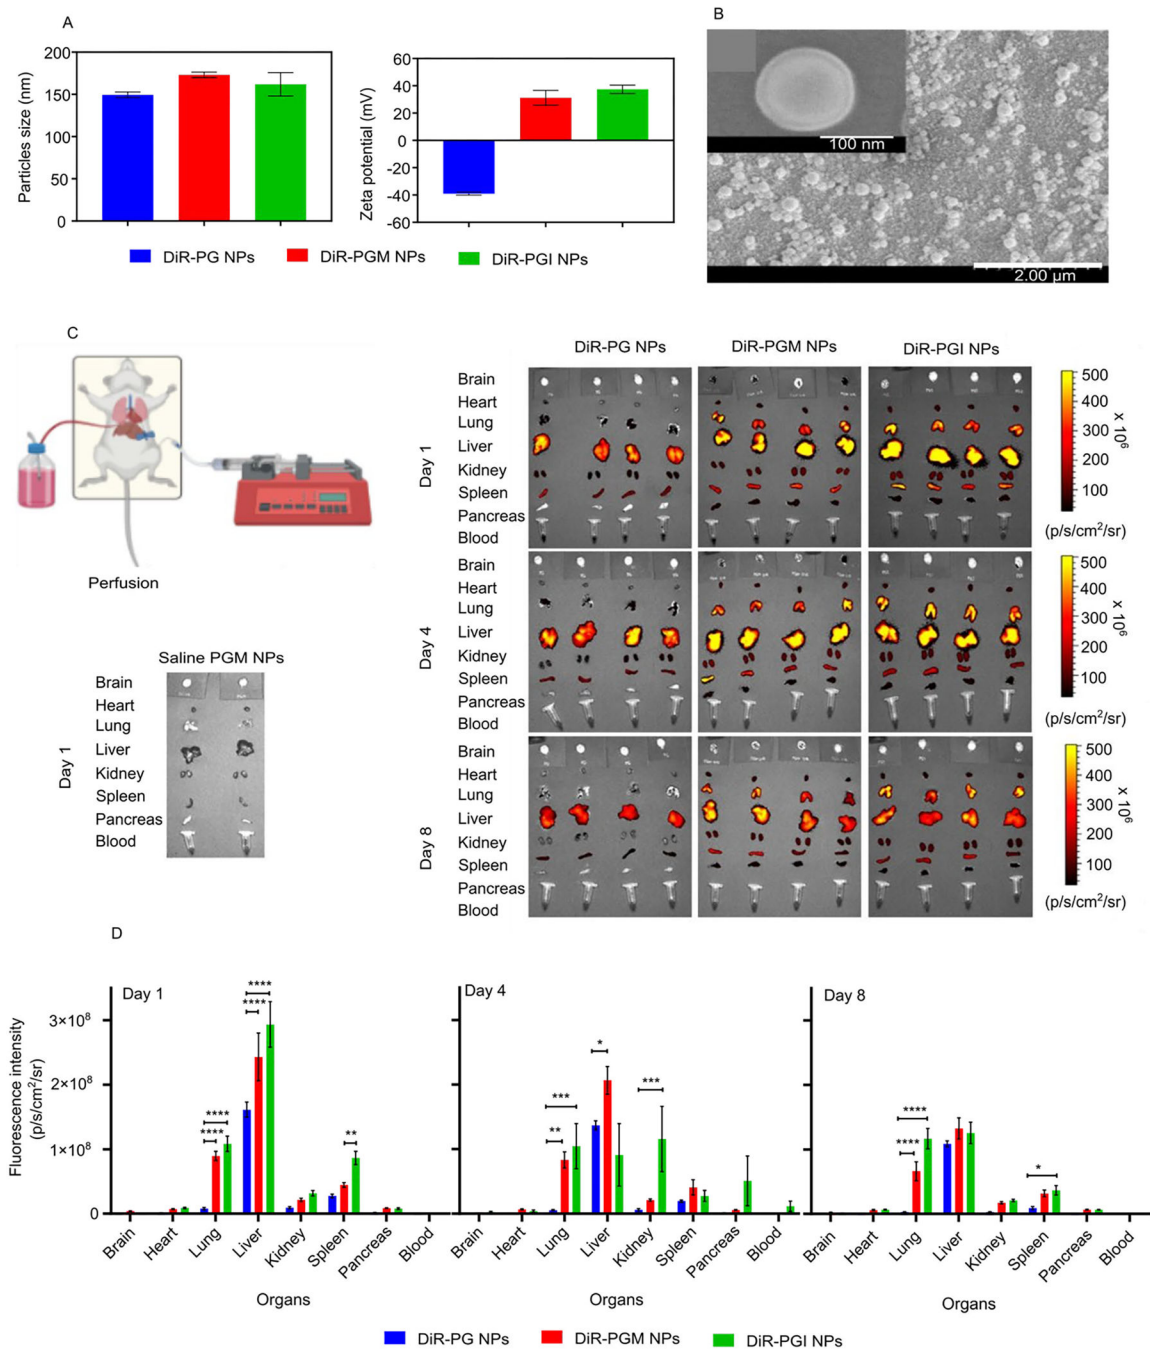 A
B
Particles size (nm)
200
150
100
50
0
Zeta potential (mV)
60
40
20
0
-20
-40
-60
DiR-PG NPs
DiR-PGM NPs
DiR-PGI NPs
100 nm
2.00 µm
C
Perfusion
Saline PGM NPs
Day 1
Brain
Heart
Lung
Liver
Kidney
Spleen
Pancreas
Blood
DiR-PG NPs
DiR-PGM NPs
DiR-PGI NPs
Day 1
Brain
Heart
Lung
Liver
Kidney
Spleen
Pancreas
Blood
500
400
300
200
100
x 10⁶
(p/s/cm²/sr)
Day 4
Brain
Heart
Lung
Liver
Kidney
Spleen
Pancreas
Blood
500
400
300
200
100
x 10⁶
(p/s/cm²/sr)
Day 8
Brain
Heart
Lung
Liver
Kidney
Spleen
Pancreas
Blood
500
400
300
200
100
x 10⁶
(p/s/cm²/sr)
D
Fluorescence intensity
(p/s/cm²/sr)
3×10⁸
2×10⁸
1×10⁸
0
Day 1
****
****
****
****
**
Brain
Heart
Lung
Liver
Kidney
Spleen
Pancreas
Blood
Organs
Day 4
*
***
***
**
Brain
Heart
Lung
Liver
Kidney
Spleen
Pancreas
Blood
Organs
Day 8
****
****
*
Brain
Heart
Lung
Liver
Kidney
Spleen
Pancreas
Blood
Organs
DiR-PG NPs
DiR-PGM NPs
DiR-PGI NPs